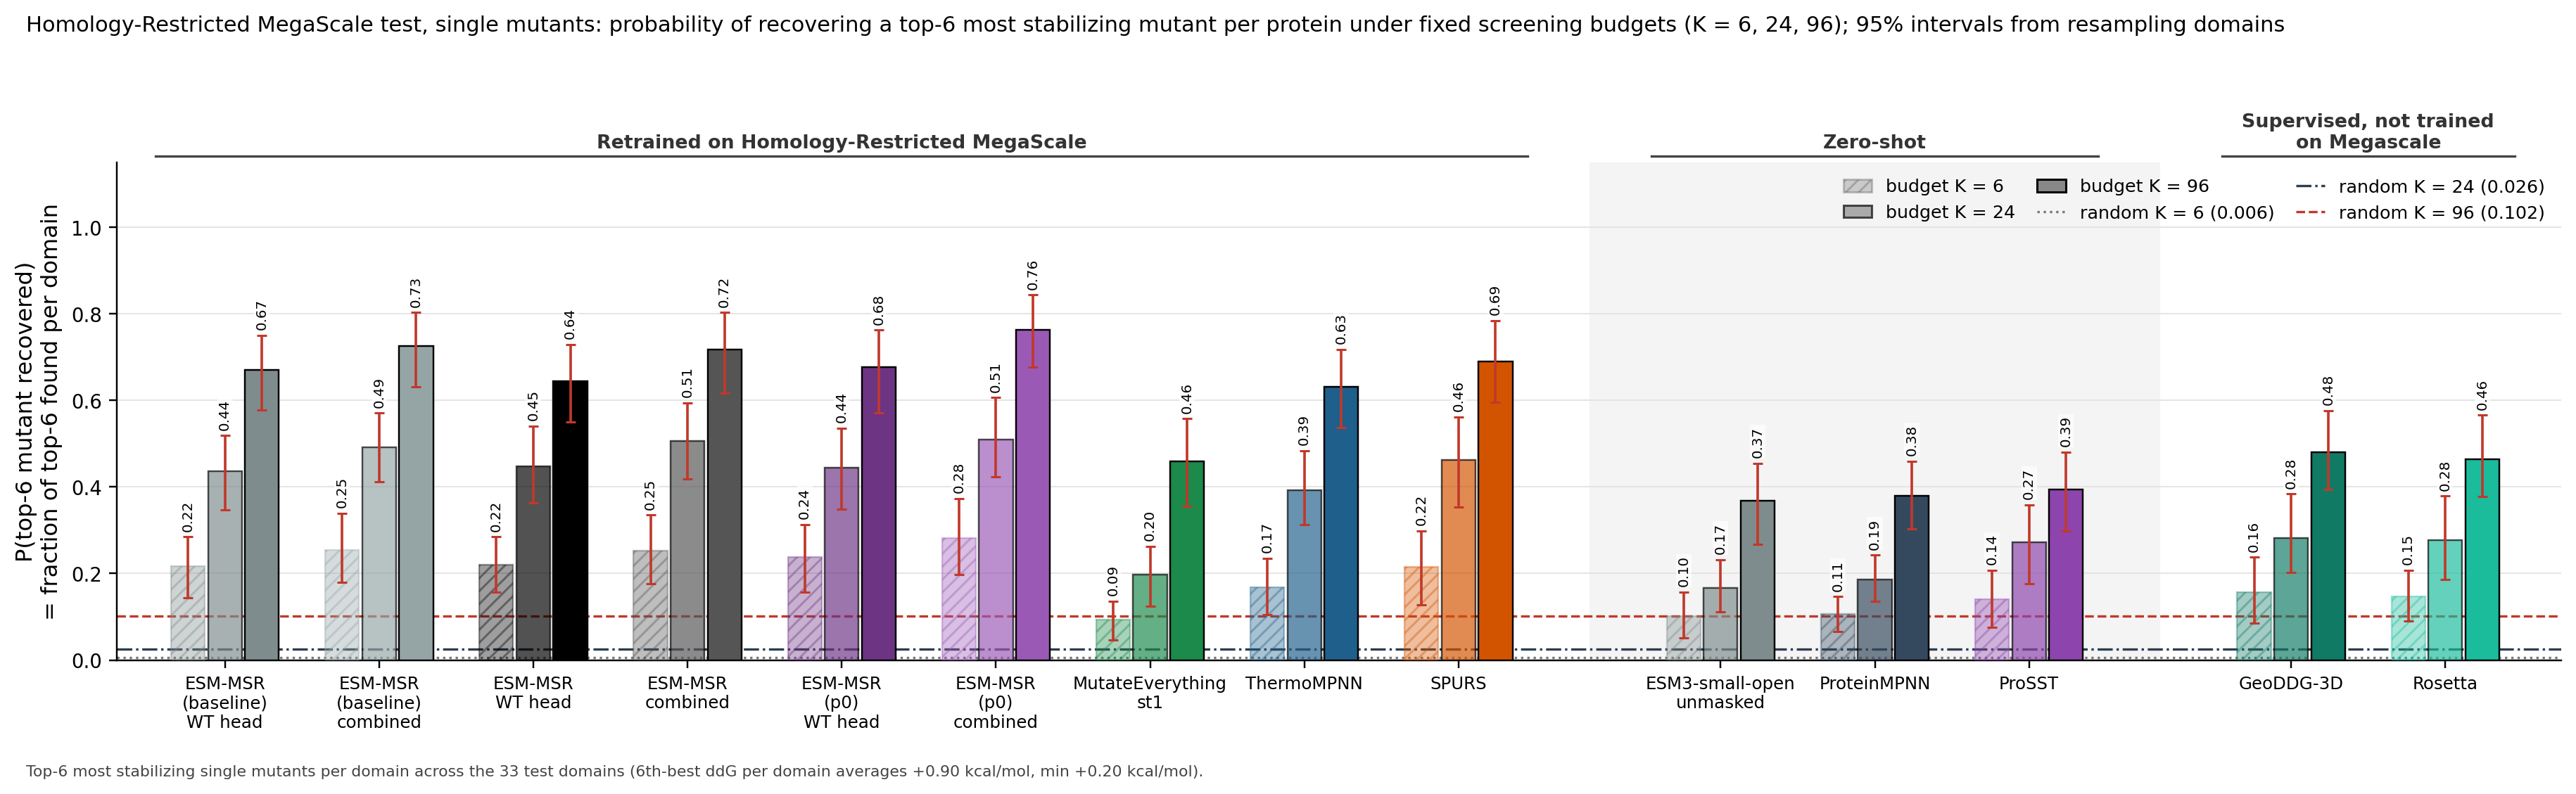 Homology-Restricted MegaScale test, single mutants: probability of recovering a top-6 most stabilizing mutant per protein under fixed screening budgets (K = 6, 24, 96); 95% intervals from resampling domains
Retrained on Homology-Restricted MegaScale
Zero-shot
Supervised, not trained
on Megascale
budget K = 6
budget K = 24
budget K = 96
random K = 6 (0.006)
random K = 24 (0.026)
random K = 96 (0.102)
P(top-6 mutant recovered)
= fraction of top-6 found per domain
1.0
0.8
0.6
0.4
0.2
0.0
0.22
0.44
0.67
0.25
0.49
0.73
0.22
0.45
0.64
0.25
0.51
0.72
0.24
0.44
0.68
0.28
0.51
0.76
0.09
0.20
0.46
0.17
0.39
0.63
0.22
0.46
0.69
0.10
0.17
0.37
0.11
0.19
0.38
0.14
0.27
0.39
0.16
0.28
0.48
0.15
0.28
0.46
ESM-MSR
(baseline)
WT head
ESM-MSR
(baseline)
combined
ESM-MSR
WT head
ESM-MSR
combined
ESM-MSR
(p0)
WT head
ESM-MSR
(p0)
combined
MutateEverything
st1
ThermoMPNN
SPURS
ESM3-small-open
unmasked
ProteinMPNN
ProSST
GeoDDG-3D
Rosetta
Top-6 most stabilizing single mutants per domain across the 33 test domains (6th-best ddG per domain averages +0.90 kcal/mol, min +0.20 kcal/mol).